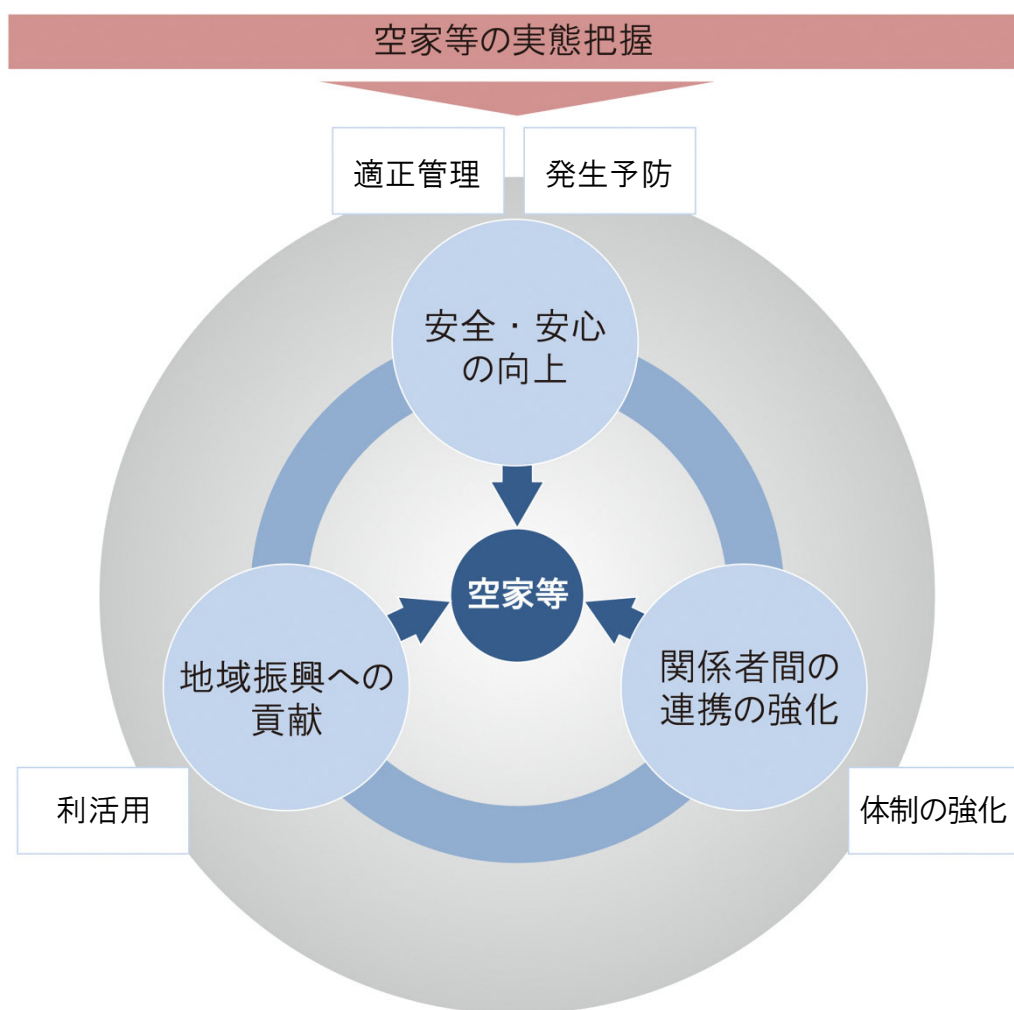 空家等の実態把握
適正管理
発生予防
安全・安心
の向上
空家等
地域振興への
貢献
関係者間の
連携の強化
利活用
体制の強化